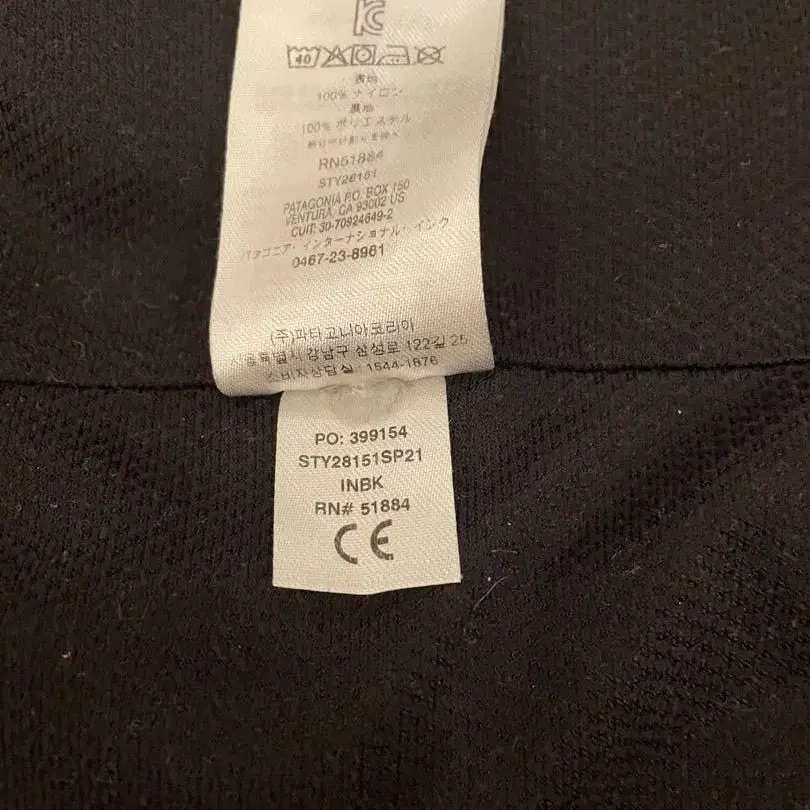 40
表地
100% ナイロン
裏地
100% ポリエステル
RN51884
STY28151
PATAGONIA P.O. BOX 150
VENTURA, CA 93002 US
CUIT: 30-70924649-2
パタゴニア・インターナショナル・インク
0467-23-8961
(주)파타고니아코리아
서울특별시 강남구 삼성로 122길 25
소비자상담실 1544-1876
PO: 399154
STY28151SP21
INBK
RN# 51884
CE